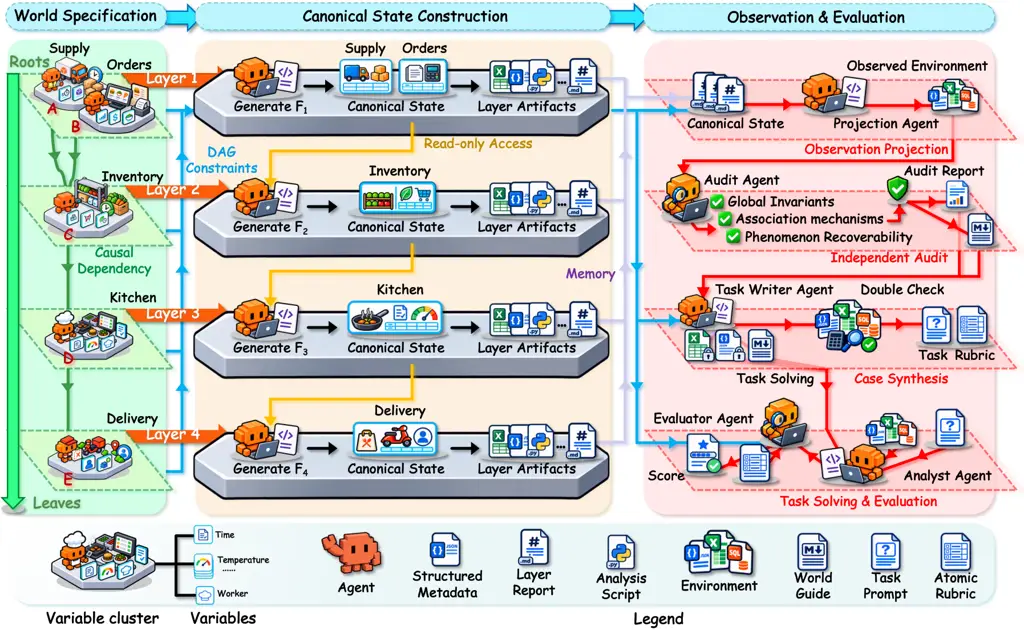 World Specification
Canonical State Construction
Observation & Evaluation
Roots
Supply
Orders
A
B
Layer 1
Generate F1
Supply
Orders
Canonical State
Layer Artifacts
DAG
Constraints
Read-only Access
Inventory
C
Layer 2
Generate F2
Inventory
Canonical State
Layer Artifacts
Causal
Dependency
Memory
Kitchen
D
Layer 3
Generate F3
Kitchen
Canonical State
Layer Artifacts
Delivery
E
Layer 4
Generate F4
Delivery
Canonical State
Layer Artifacts
Leaves
Observed Environment
Canonical State
Projection Agent
Observation Projection
Audit Agent
Audit Report
Global Invariants
Association mechanisms
Phenomenon Recoverability
Independent Audit
Task Writer Agent
Double Check
Task Rubric
Task Solving
Case Synthesis
Evaluator Agent
Score
Analyst Agent
Task Solving & Evaluation
Variable cluster
Time
Temperature
......
Worker
Variables
Agent
Structured
Metadata
Layer
Report
Analysis
Script
Environment
World
Guide
Task
Prompt
Atomic
Rubric
Legend